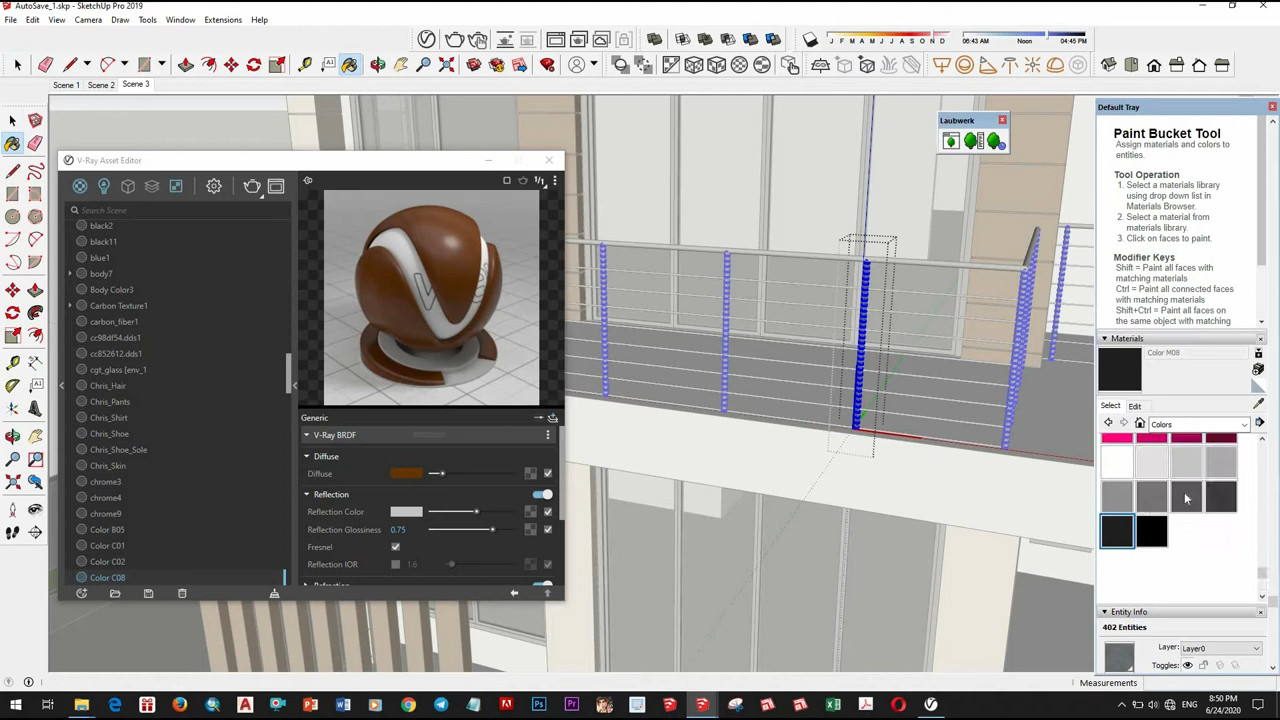 AutoSave_1.skp - SketchUp Pro 2019
File Edit View Camera Draw Tools Window Extensions Help
J F M A M J J A S O N D
06:43 AM Noon 04:45 PM
Scene 1 Scene 2 Scene 3
V-Ray Asset Editor
Search Scene
black2
black11
blue1
body7
Body Color3
Carbon Texture1
carbon_fiber1
cc98df54.dds1
cc852612.dds1
cgt_glass [env_1
Chris_Hair
Chris_Pants
Chris_Shirt
Chris_Shoe
Chris_Shoe_Sole
Chris_Skin
chrome3
chrome4
chrome9
Color B05
Color C01
Color C02
Color C08
1/1
Generic
V-Ray BRDF
Diffuse
Diffuse
Reflection
Reflection Color
Reflection Glossiness 0.75
Fresnel
Reflection IOR 1.6
Laubwerk
Default Tray
Paint Bucket Tool
Assign materials and colors to
entities.
Tool Operation
1. Select a materials library
using drop down list in
Materials Browser.
2. Select a material from
materials library.
3. Click on faces to paint.
Modifier Keys
Shift = Paint all faces with
matching materials
Ctrl = Paint all connected faces
with matching materials
Shift+Ctrl = Paint all faces on
the same object with matching
Materials
Color M08
Select Edit
Colors
Entity Info
402 Entities
Layer: Layer0
Toggles:
Measurements
8:50 PM
6/24/2020